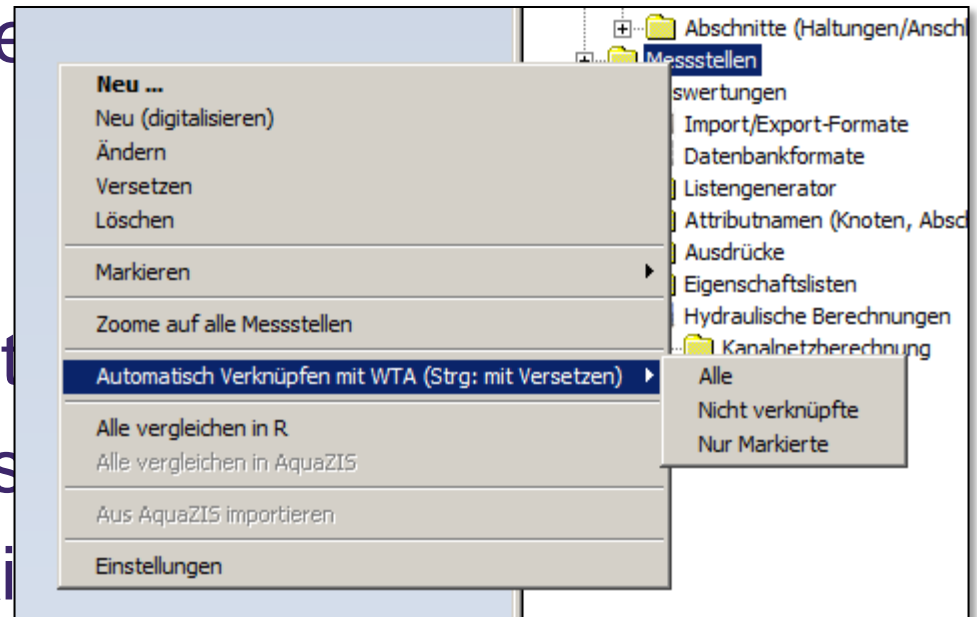 Abschnitte (Haltungen/Anschl
Messstellen
swertungen
Import/Export-Formate
Datenbankformate
Listengenerator
Attributnamen (Knoten, Absc
Ausdrücke
Eigenschaftslisten
Hydraulische Berechnungen
Kanalnetzberechnung
Neu ...
Neu (digitalisieren)
Ändern
Versetzen
Löschen
Markieren
Zoome auf alle Messstellen
Automatisch Verknüpfen mit WTA (Strg: mit Versetzen)
Alle vergleichen in R
Alle vergleichen in AquaZIS
Aus AquaZIS importieren
Einstellungen
Alle
Nicht verknüpfte
Nur Markierte